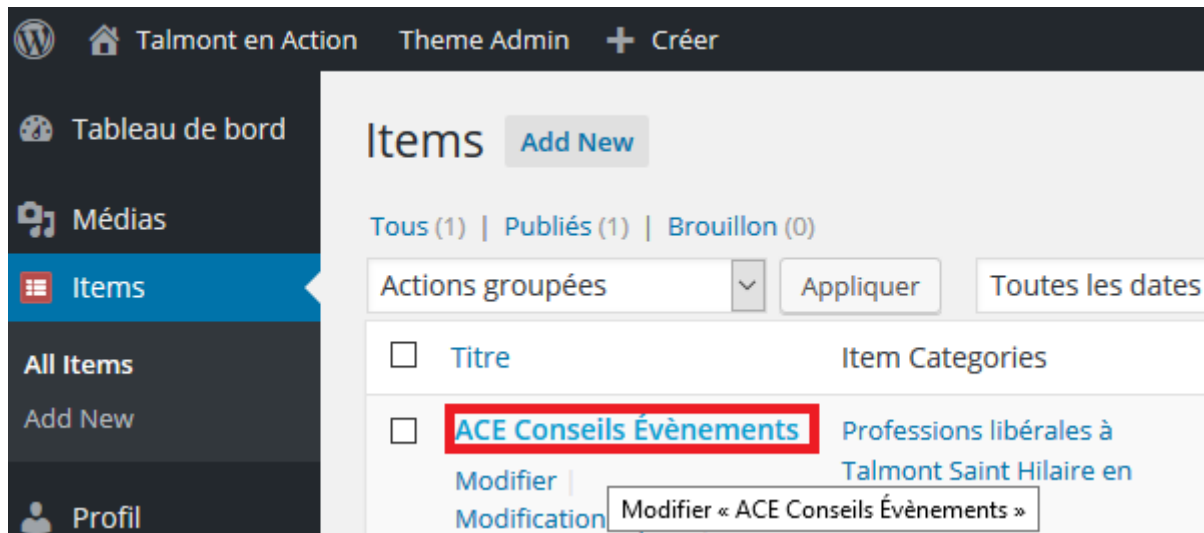 Talmont en Action Theme Admin + Créer
Tableau de bord
Médias
Items
All Items
Add New
Profil
Items Add New
Tous (1) | Publiés (1) | Brouillon (0)
Actions groupées Appliquer Toutes les dates
Titre Item Categories
ACE Conseils Évènements Professions libérales à
Talmont Saint Hilaire en
Modifier |
Modification
Modifier « ACE Conseils Évènements »